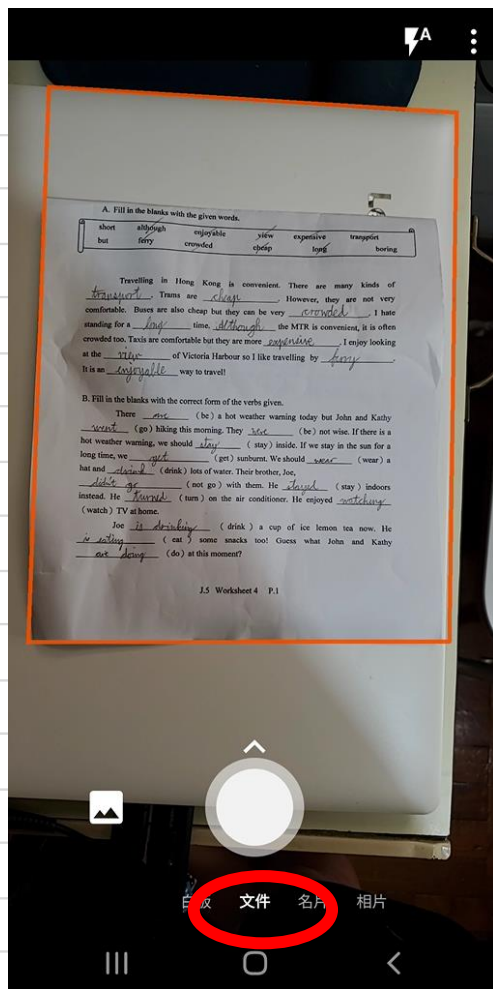 A
A. Fill in the blanks with the given words.
short although enjoyable view expensive transport
but ferry crowded cheap long boring
Travelling in Hong Kong is convenient. There are many kinds of
transport . Trams are cheap . However, they are not very
comfortable. Buses are also cheap but they can be very crowded . I hate
standing for a long time. Although the MTR is convenient, it is often
crowded too. Taxis are comfortable but they are more expensive . I enjoy looking
at the view of Victoria Harbour so I like travelling by ferry .
It is an enjoyable way to travel!
B. Fill in the blanks with the correct form of the verbs given.
There are ( be ) a hot weather warning today but John and Kathy
went ( go ) hiking this morning. They were (be) not wise. If there is a
hot weather warning, we should stay ( stay ) inside. If we stay in the sun for a
long time, we get (get) sunburnt. We should wear (wear) a
hat and drink (drink) lots of water. Their brother, Joe,
didn't go (not go) with them. He stayed ( stay ) indoors
instead. He turned ( turn ) on the air conditioner. He enjoyed watching
( watch ) TV at home.
Joe is drinking ( drink ) a cup of ice lemon tea now. He
is eating ( eat ) some snacks too! Guess what John and Kathy
are doing (do) at this moment?
J.5 Worksheet 4 P.1
白板 文件 名片 相片